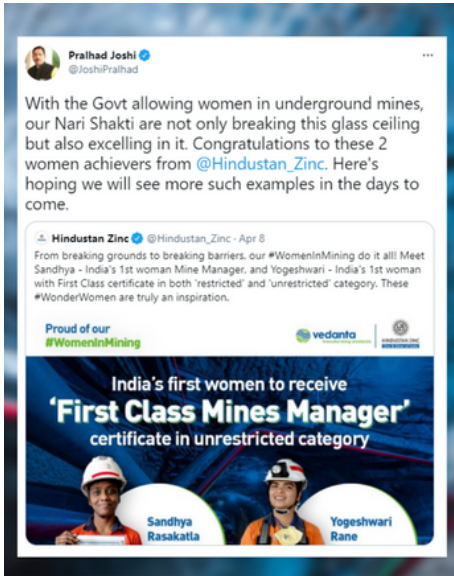 Pralhad Joshi
@JoshiPralhad
With the Govt allowing women in underground mines,
our Nari Shakti are not only breaking this glass ceiling
but also excelling in it. Congratulations to these 2
women achievers from @Hindustan_Zinc. Here's
hoping we will see more such examples in the days to
come.
Hindustan Zinc @Hindustan_Zinc · Apr 8
From breaking grounds to breaking barriers, our #WomenInMining do it all! Meet
Sandhya - India's 1st woman Mine Manager, and Yogeshwari - India's 1st woman
with First Class certificate in both 'restricted' and 'unrestricted' category. These
#WonderWomen are truly an inspiration.
Proud of our
#WomenInMining
vedanta
HINDUSTAN ZINC
India's first women to receive
'First Class Mines Manager'
certificate in unrestricted category
Sandhya
Rasakatla
Yogeshwari
Rane